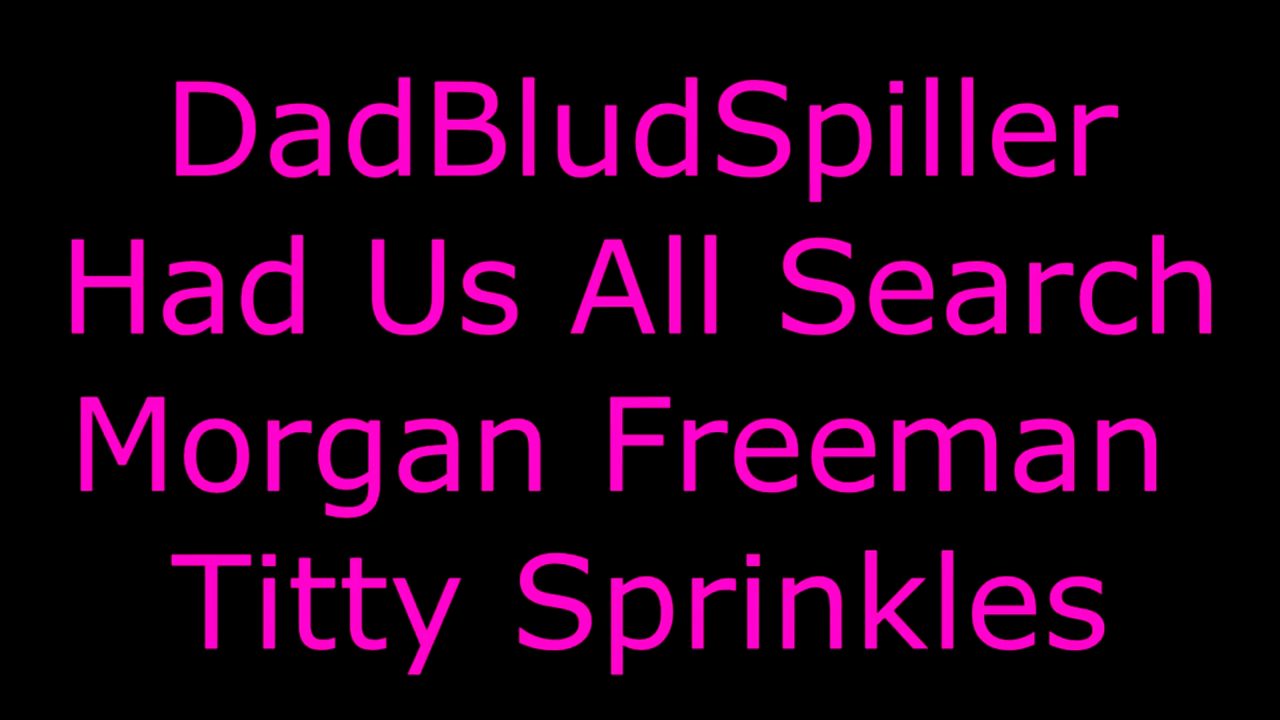 DadBludSpiller
Had Us All Search
Morgan Freeman
Titty Sprinkles